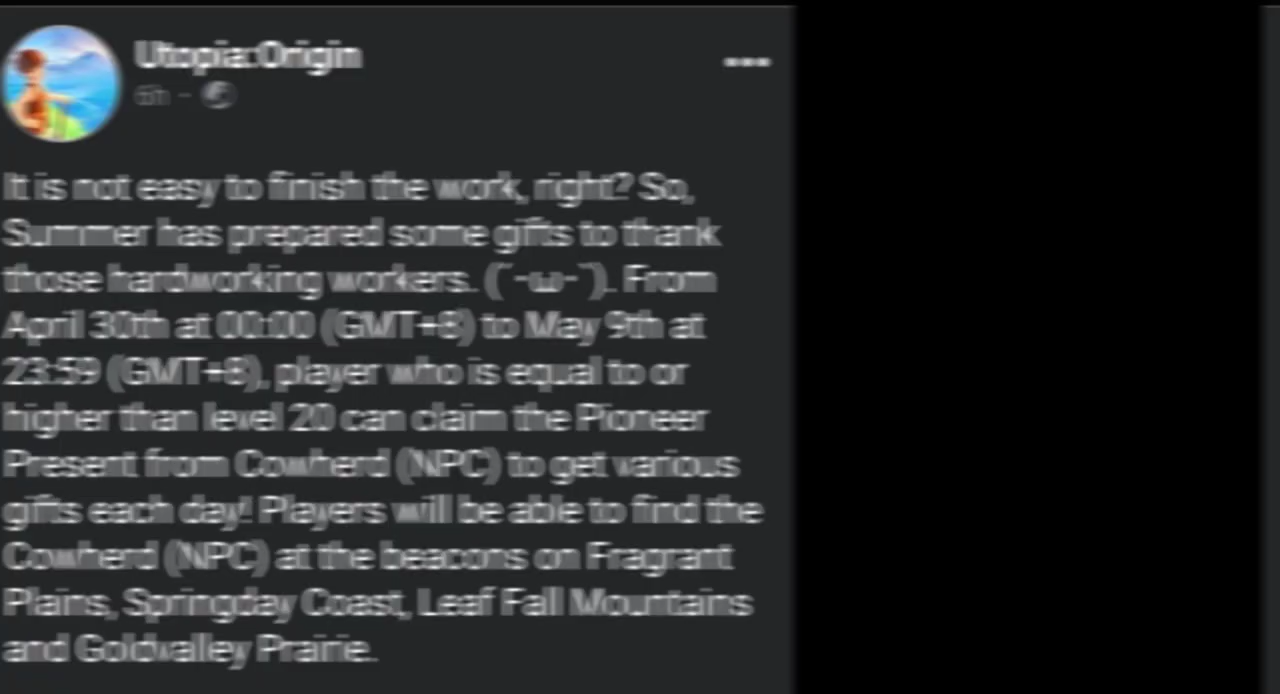 Utopia:Origin
6h
It is not easy to finish the work, right? So,
Summer has prepared some gifts to thank
those hardworking workers. (´-ω-`). From
April 30th at 00:00 (GMT+8) to May 9th at
23:59 (GMT+8), player who is equal to or
higher than level 20 can claim the Pioneer
Present from Cowherd (NPC) to get various
gifts each day! Players will be able to find the
Cowherd (NPC) at the beacons on Fragrant
Plains, Springday Coast, Leaf Fall Mountains
and Goldvalley Prairie.